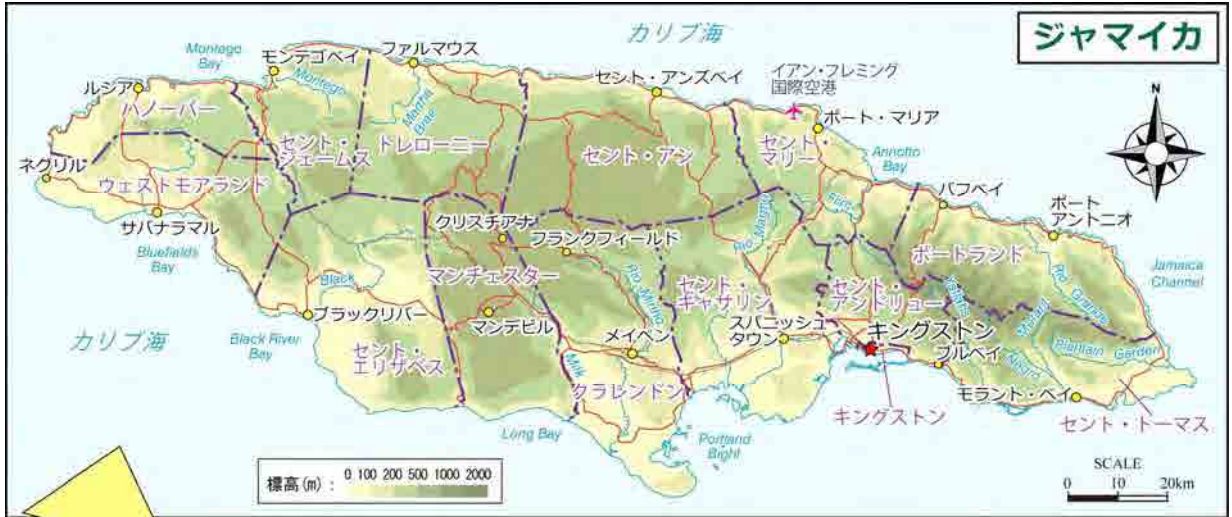 ジャマイカ
カリブ海
Montego
Bay
モンテゴベイ
ファルマウス
イアン・フレミング
国際空港
N
ルシア
ハノーバー
Montego
Martha
Brae
セント・アンズベイ
ポート・マリア
セント・
ジェームス
トレローニー
セント・アン
セント・
マリー
Annotto
Bay
ネグリル
ウェストモアランド
バフベイ
ポート
アントニオ
サバナラマル
クリスチアナ
フランクフィールド
Rio Magno
Flint
ポートランド
Bluefields
Bay
Black
マンチェスター
Rio Minho
セント・
キャサリン
セント・
アンドリュー
Yallahs
Rio Grande
Jamaica
Channel
カリブ海
ブラックリバー
マンデビル
メイペン
スパニッシュ
タウン
キングストン
Morant
Plantain Garden
Black River
Bay
セント・
エリザベス
Milk
クラレンドン
ブルベイ
Negro
モラント・ベイ
キングストン
セント・トーマス
Long Bay
Portland
Bight
標高(m) : 0 100 200 500 1000 2000
SCALE
0 10 20km